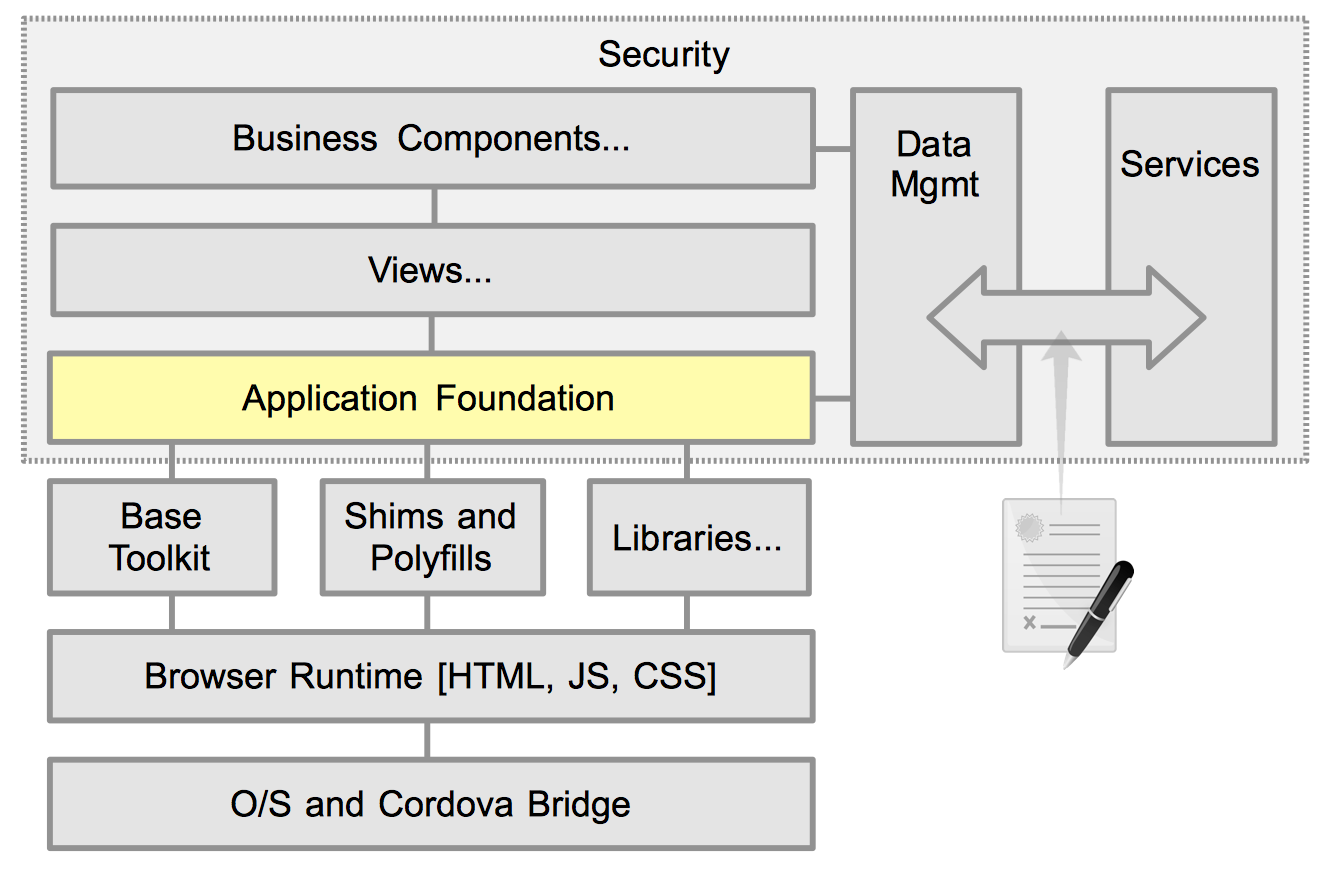 Security
Business Components...
Data
Mgmt
Services
Views...
Application Foundation
Base
Toolkit
Shims and
Polyfills
Libraries...
Browser Runtime [HTML, JS, CSS]
O/S and Cordova Bridge